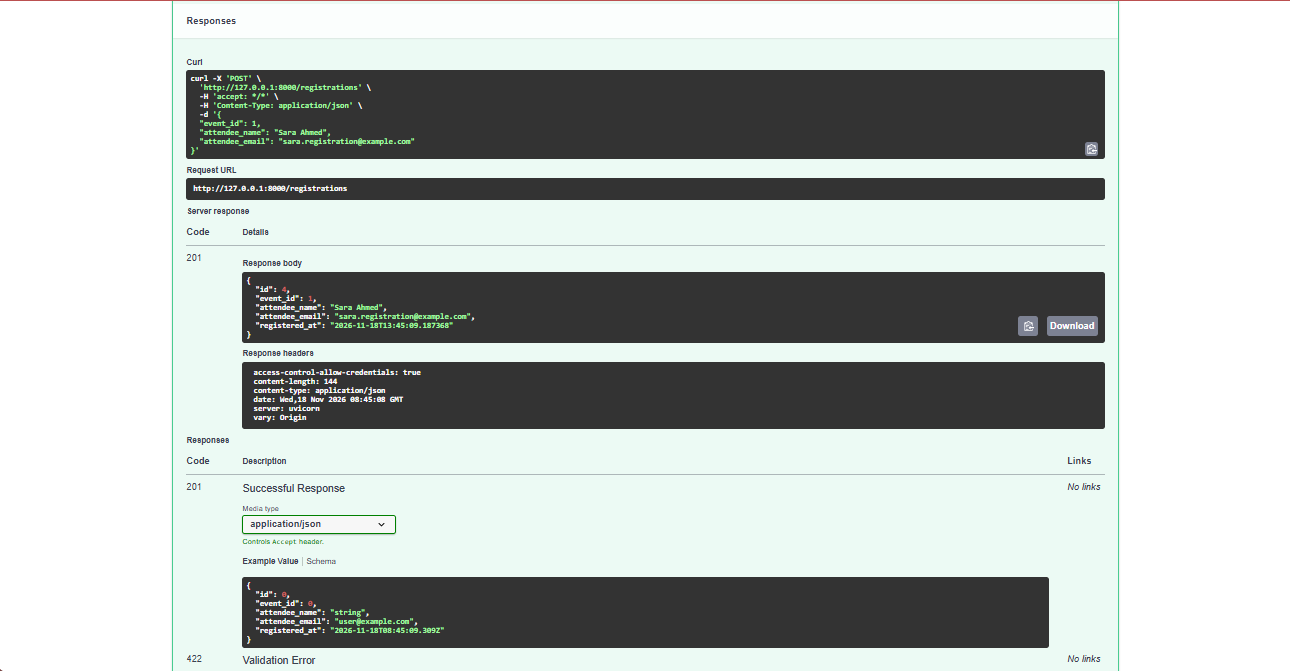 Responses
Curl
curl -X 'POST' \
  'http://127.0.0.1:8000/registrations' \
  -H 'accept: */*' \
  -H 'Content-Type: application/json' \
  -d '{
  "event_id": 1,
  "attendee_name": "Sara Ahmed",
  "attendee_email": "sara.registration@example.com"
}'
Request URL
http://127.0.0.1:8000/registrations
Server response
Code Details
201
Response body
{
  "id": 4,
  "event_id": 1,
  "attendee_name": "Sara Ahmed",
  "attendee_email": "sara.registration@example.com",
  "registered_at": "2026-11-18T13:45:09.187368"
}
Download
Response headers
access-control-allow-credentials: true
content-length: 144
content-type: application/json
date: Wed,18 Nov 2026 08:45:08 GMT
server: uvicorn
vary: Origin
Responses
Code Description Links
201 Successful Response No links
Media type
application/json
Controls Accept header.
Example Value | Schema
{
  "id": 0,
  "event_id": 0,
  "attendee_name": "string",
  "attendee_email": "user@example.com",
  "registered_at": "2026-11-18T08:45:09.309Z"
}
422 Validation Error No links